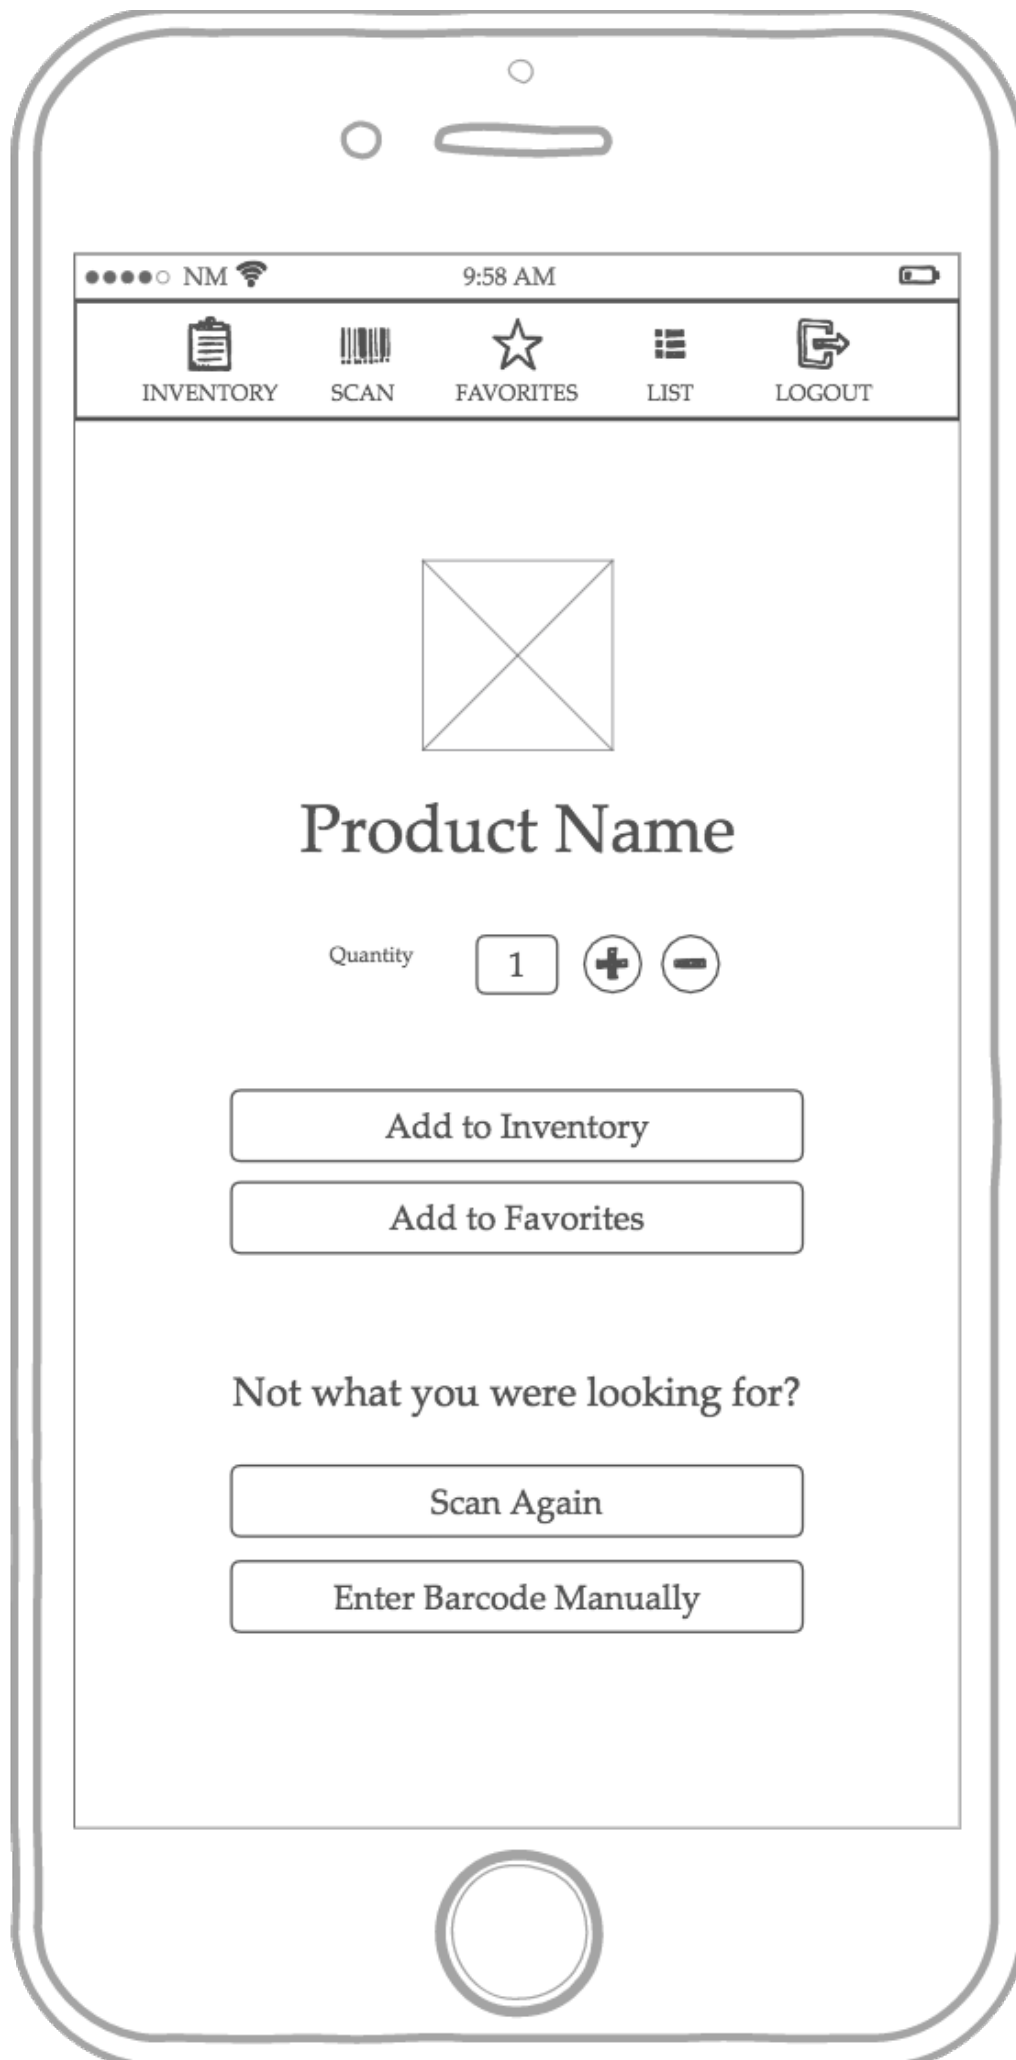 NM 9:58 AM
INVENTORY SCAN FAVORITES LIST LOGOUT
Product Name
Quantity 1
Add to Inventory
Add to Favorites
Not what you were looking for?
Scan Again
Enter Barcode Manually